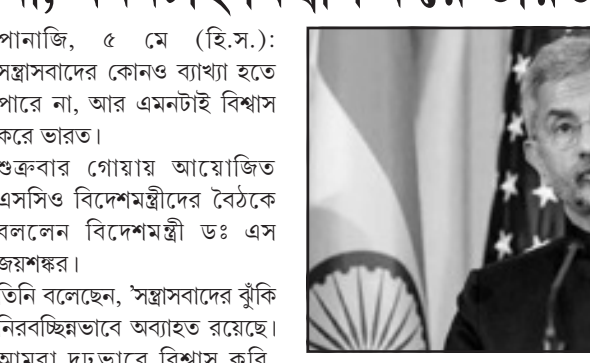 পানাজি, ৫ মে (হি.স.):
সন্ত্রাসবাদের কোনও ব্যাখ্যা হতে
পারে না, আর এমনটাই বিশ্বাস
করে ভারত।
শুক্রবার গোয়ায় আয়োজিত
এসসিও বিদেশমন্ত্রীদের বৈঠকে
বললেন বিদেশমন্ত্রী ডঃ এস
জয়শঙ্কর।
তিনি বলেছেন, 'সন্ত্রাসবাদের ঝুঁকি
নিরবচ্ছিন্নভাবে অব্যাহত রয়েছে।
আমরা দৃঢ়ভাবে বিশ্বাস করি,